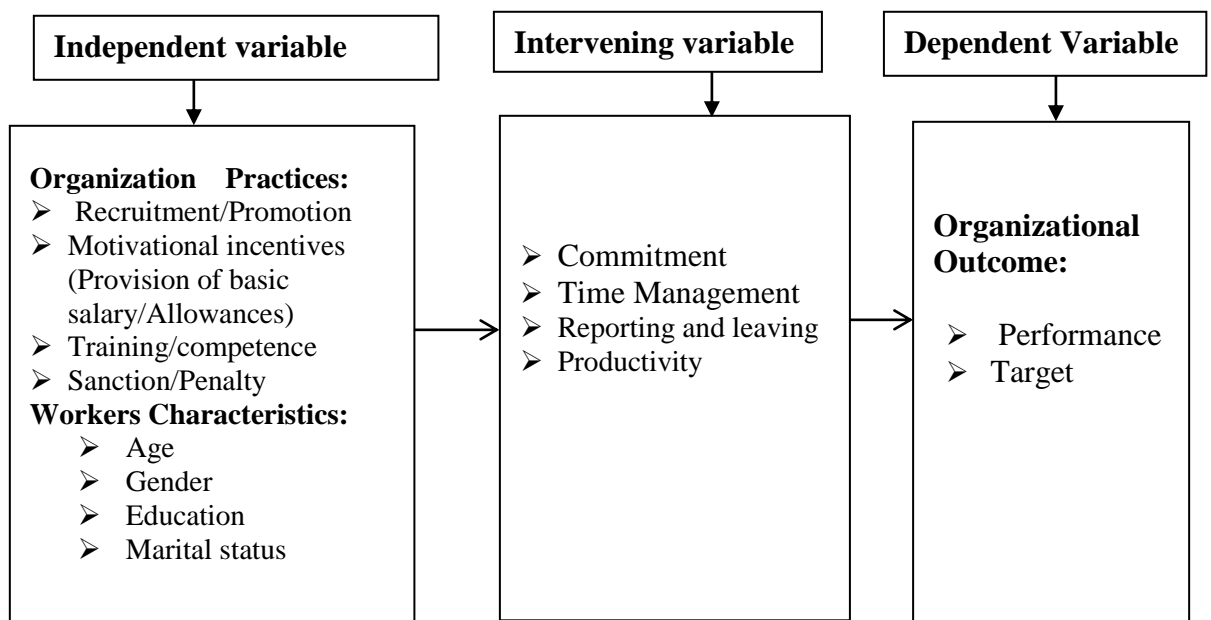 Independent variable
Intervening variable
Dependent Variable
Organization Practices:
➢ Recruitment/Promotion
➢ Motivational incentives
(Provision of basic
salary/Allowances)
➢ Training/competence
➢ Sanction/Penalty
Workers Characteristics:
➢ Age
➢ Gender
➢ Education
➢ Marital status
➢ Commitment
➢ Time Management
➢ Reporting and leaving
➢ Productivity
Organizational
Outcome:
➢ Performance
➢ Target